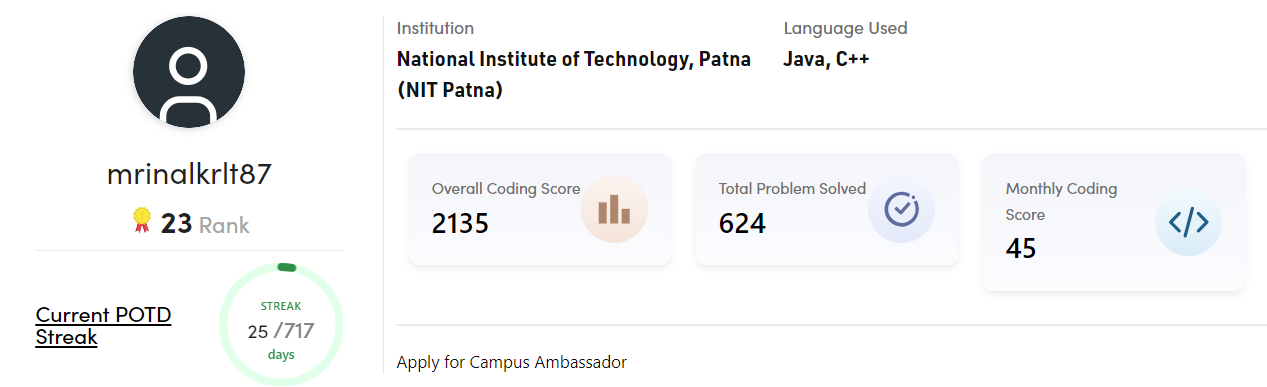 mrinalkrlt87
23 Rank
Current POTD
Streak
STREAK
25 /717
days
Institution
National Institute of Technology, Patna
(NIT Patna)
Language Used
Java, C++
Overall Coding Score
2135
Total Problem Solved
624
Monthly Coding
Score
45
Apply for Campus Ambassador